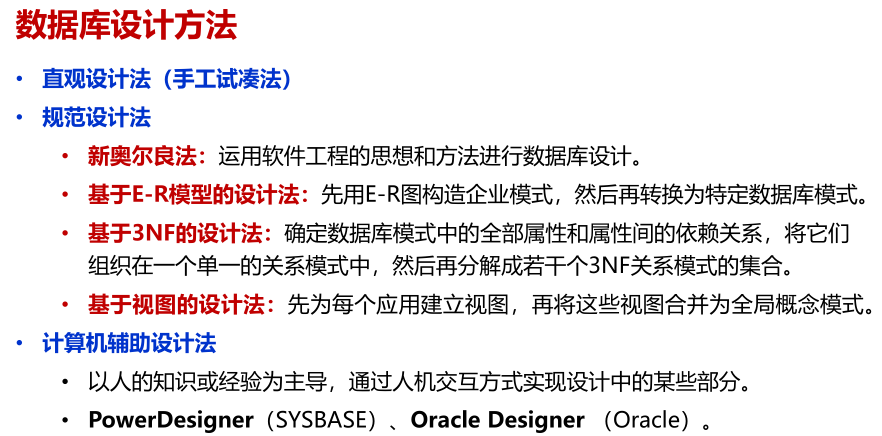 数据库设计方法
• 直观设计法（手工试凑法）
• 规范设计法
• 新奥尔良法：运用软件工程的思想和方法进行数据库设计。
• 基于E-R模型的设计法：先用E-R图构造企业模式，然后再转换为特定数据库模式。
• 基于3NF的设计法：确定数据库模式中的全部属性和属性间的依赖关系，将它们
组织在一个单一的关系模式中，然后再分解成若干个3NF关系模式的集合。
• 基于视图的设计法：先为每个应用建立视图，再将这些视图合并为全局概念模式。
• 计算机辅助设计法
• 以人的知识或经验为主导，通过人机交互方式实现设计中的某些部分。
• PowerDesigner（SYSBASE）、Oracle Designer （Oracle）。